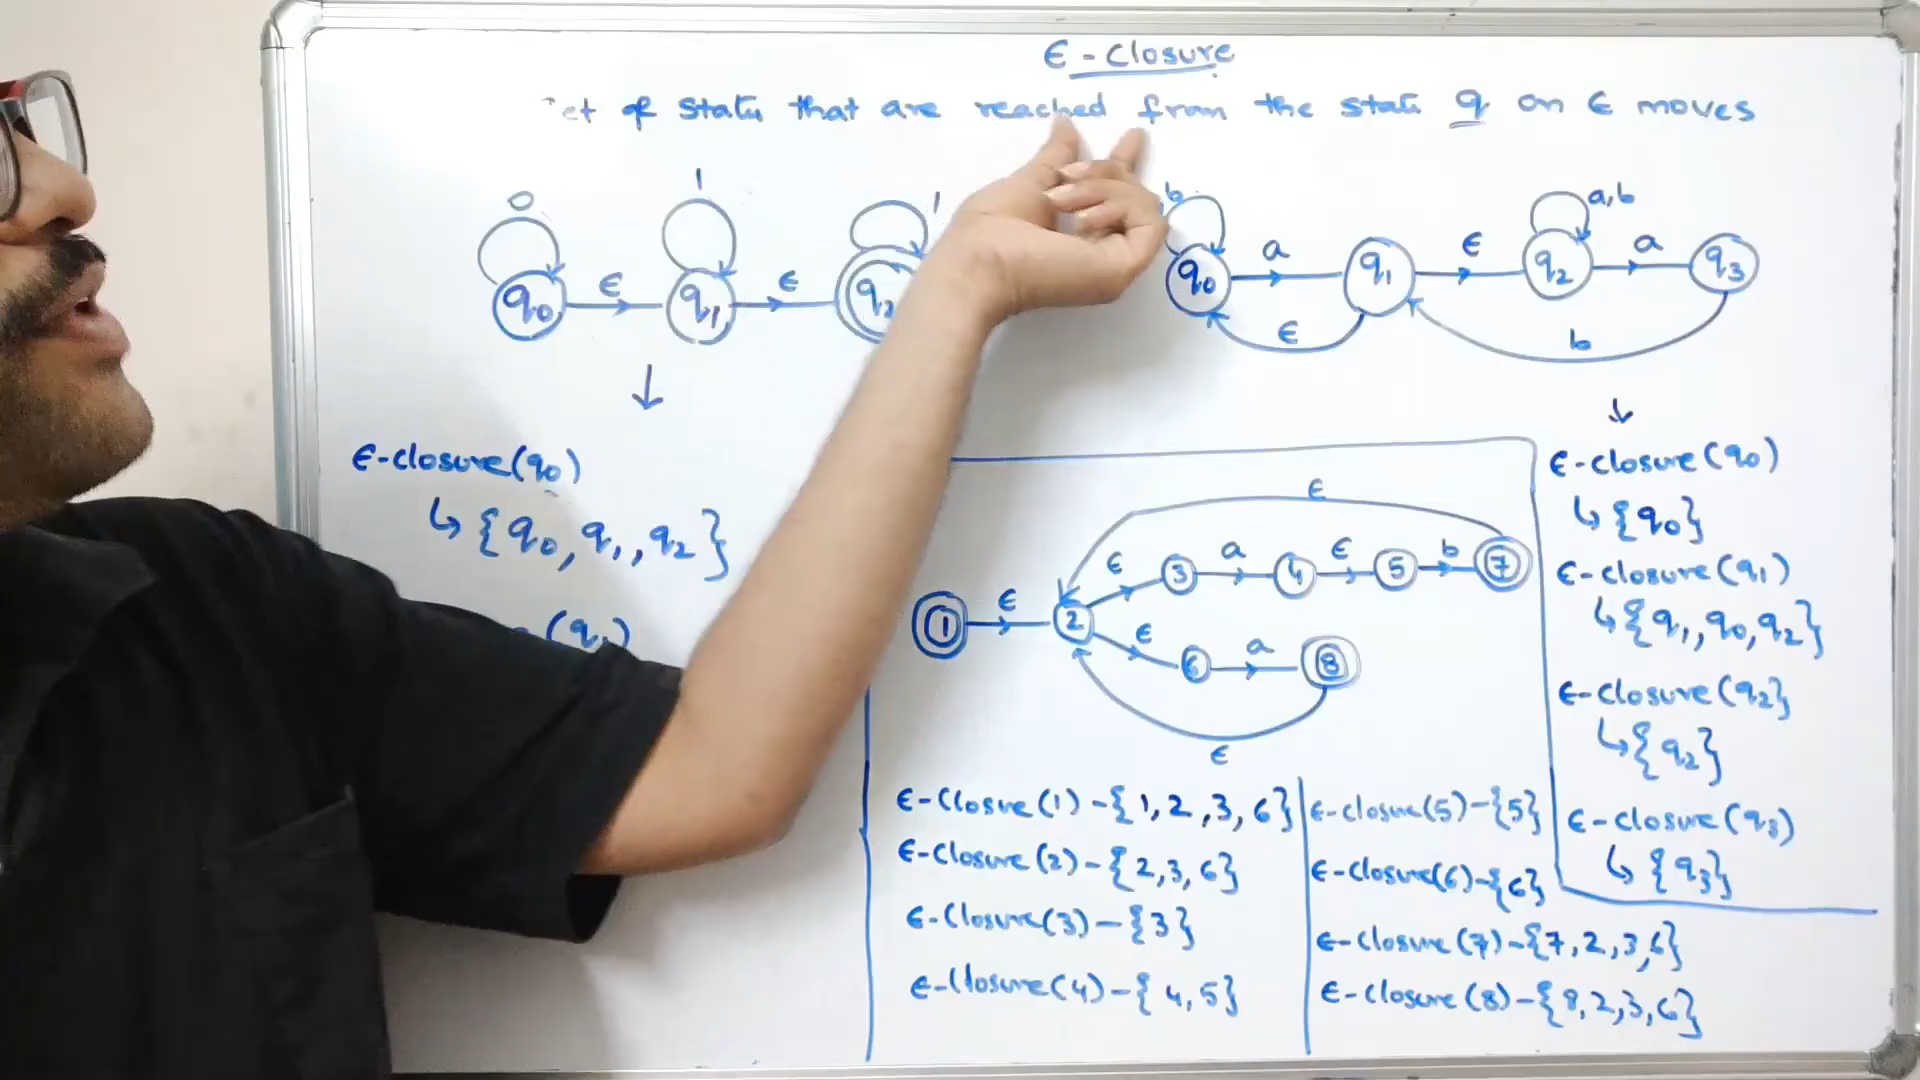 ϵ-Closure
et of states that are reached from the state q on ϵ moves
0
1
1
q0 ϵ q1 ϵ q2
b
a,b
q0 a q1 ϵ q2 a q3
ϵ
b
ϵ-closure(q0)
↳ {q0, q1, q2}
(q1)
ϵ
ϵ 3 a 4 ϵ 5 b 7
1 ϵ 2
ϵ 6 a 8
ϵ
ϵ-Closure(1)-{1,2,3,6}
ϵ-Closure(2)-{2,3,6}
ϵ-Closure(3)-{3}
ϵ-Closure(4)-{4,5}
ϵ-closure(5)-{5}
ϵ-closure(6)-{6}
ϵ-closure(7)-{7,2,3,6}
ϵ-closure(8)-{8,2,3,6}
ϵ-closure(q0)
↳ {q0}
ϵ-closure(q1)
↳ {q1,q0,q2}
ϵ-closure(q2}
↳ {q2}
ϵ-closure(q3)
↳ {q3}